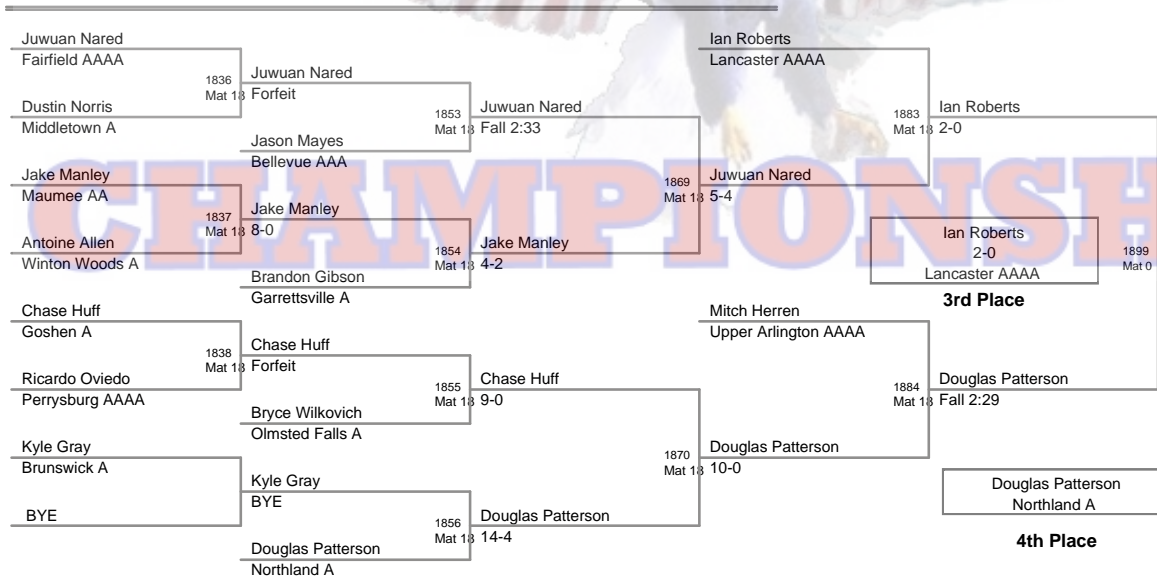 Juwuan Nared
Fairfield AAAA
1836
Mat 18
Dustin Norris
Middletown A
Jake Manley
Maumee AA
1837
Mat 18
Antoine Allen
Winton Woods A
Chase Huff
Goshen A
1838
Mat 18
Ricardo Oviedo
Perrysburg AAAA
Kyle Gray
Brunswick A
BYE
Juwuan Nared
Forfeit
1853
Mat 18
Jason Mayes
Bellevue AAA
Jake Manley
8-0
1854
Mat 18
Brandon Gibson
Garrettsville A
Chase Huff
Forfeit
1855
Mat 18
Bryce Wilkovich
Olmsted Falls A
Kyle Gray
BYE
1856
Mat 18
Douglas Patterson
Northland A
Juwuan Nared
Fall 2:33
1869
Mat 18
Jake Manley
4-2
Chase Huff
9-0
1870
Mat 18
Douglas Patterson
14-4
Ian Roberts
Lancaster AAAA
1883
Mat 18
Juwuan Nared
5-4
Mitch Herren
Upper Arlington AAAA
1884
Mat 18
Douglas Patterson
10-0
Ian Roberts
2-0
Ian Roberts
2-0
Lancaster AAAA
1899
Mat 0
3rd Place
Douglas Patterson
Fall 2:29
Douglas Patterson
Northland A
4th Place
CHAMPIONSH